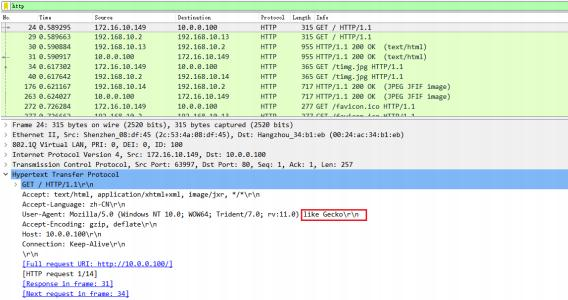 http
No. Time Source Destination Protocol Length Info
24 0.589295 172.16.10.149 10.0.0.100 HTTP 315 GET / HTTP/1.1
29 0.589663 192.168.10.2 192.168.10.13 HTTP 315 GET / HTTP/1.1
30 0.590884 192.168.10.13 192.168.10.2 HTTP 955 HTTP/1.1 200 OK (text/html)
31 0.590917 10.0.0.100 172.16.10.149 HTTP 955 HTTP/1.1 200 OK (text/html)
34 0.617302 172.16.10.149 10.0.0.100 HTTP 365 GET /timg.jpg HTTP/1.1
40 0.617642 192.168.10.2 192.168.10.14 HTTP 365 GET /timg.jpg HTTP/1.1
176 0.621167 192.168.10.14 192.168.10.2 HTTP 717 HTTP/1.1 200 OK (JPEG JFIF image)
263 0.624027 10.0.0.100 172.16.10.149 HTTP 717 HTTP/1.1 200 OK (JPEG JFIF image)
272 0.726284 172.16.10.149 10.0.0.100 HTTP 277 GET /favicon.ico HTTP/1.1
Frame 24: 315 bytes on wire (2520 bits), 315 bytes captured (2520 bits)
Ethernet II, Src: Shenzhen_08:df:45 (2c:53:4a:08:df:45), Dst: Hangzhou_34:b1:eb (00:24:ac:34:b1:eb)
802.1Q Virtual LAN, PRI: 0, DEI: 0, ID: 100
Internet Protocol Version 4, Src: 172.16.10.149, Dst: 10.0.0.100
Transmission Control Protocol, Src Port: 63997, Dst Port: 80, Seq: 1, Ack: 1, Len: 257
Hypertext Transfer Protocol
GET / HTTP/1.1\r\n
Accept: text/html, application/xhtml+xml, image/jxr, */*\r\n
Accept-Language: zh-CN\r\n
User-Agent: Mozilla/5.0 (Windows NT 10.0; WOW64; Trident/7.0; rv:11.0) like Gecko\r\n
Accept-Encoding: gzip, deflate\r\n
Host: 10.0.0.100\r\n
Connection: Keep-Alive\r\n
\r\n
[Full request URI: http://10.0.0.100/]
[HTTP request 1/14]
[Response in frame: 31]
[Next request in frame: 34]